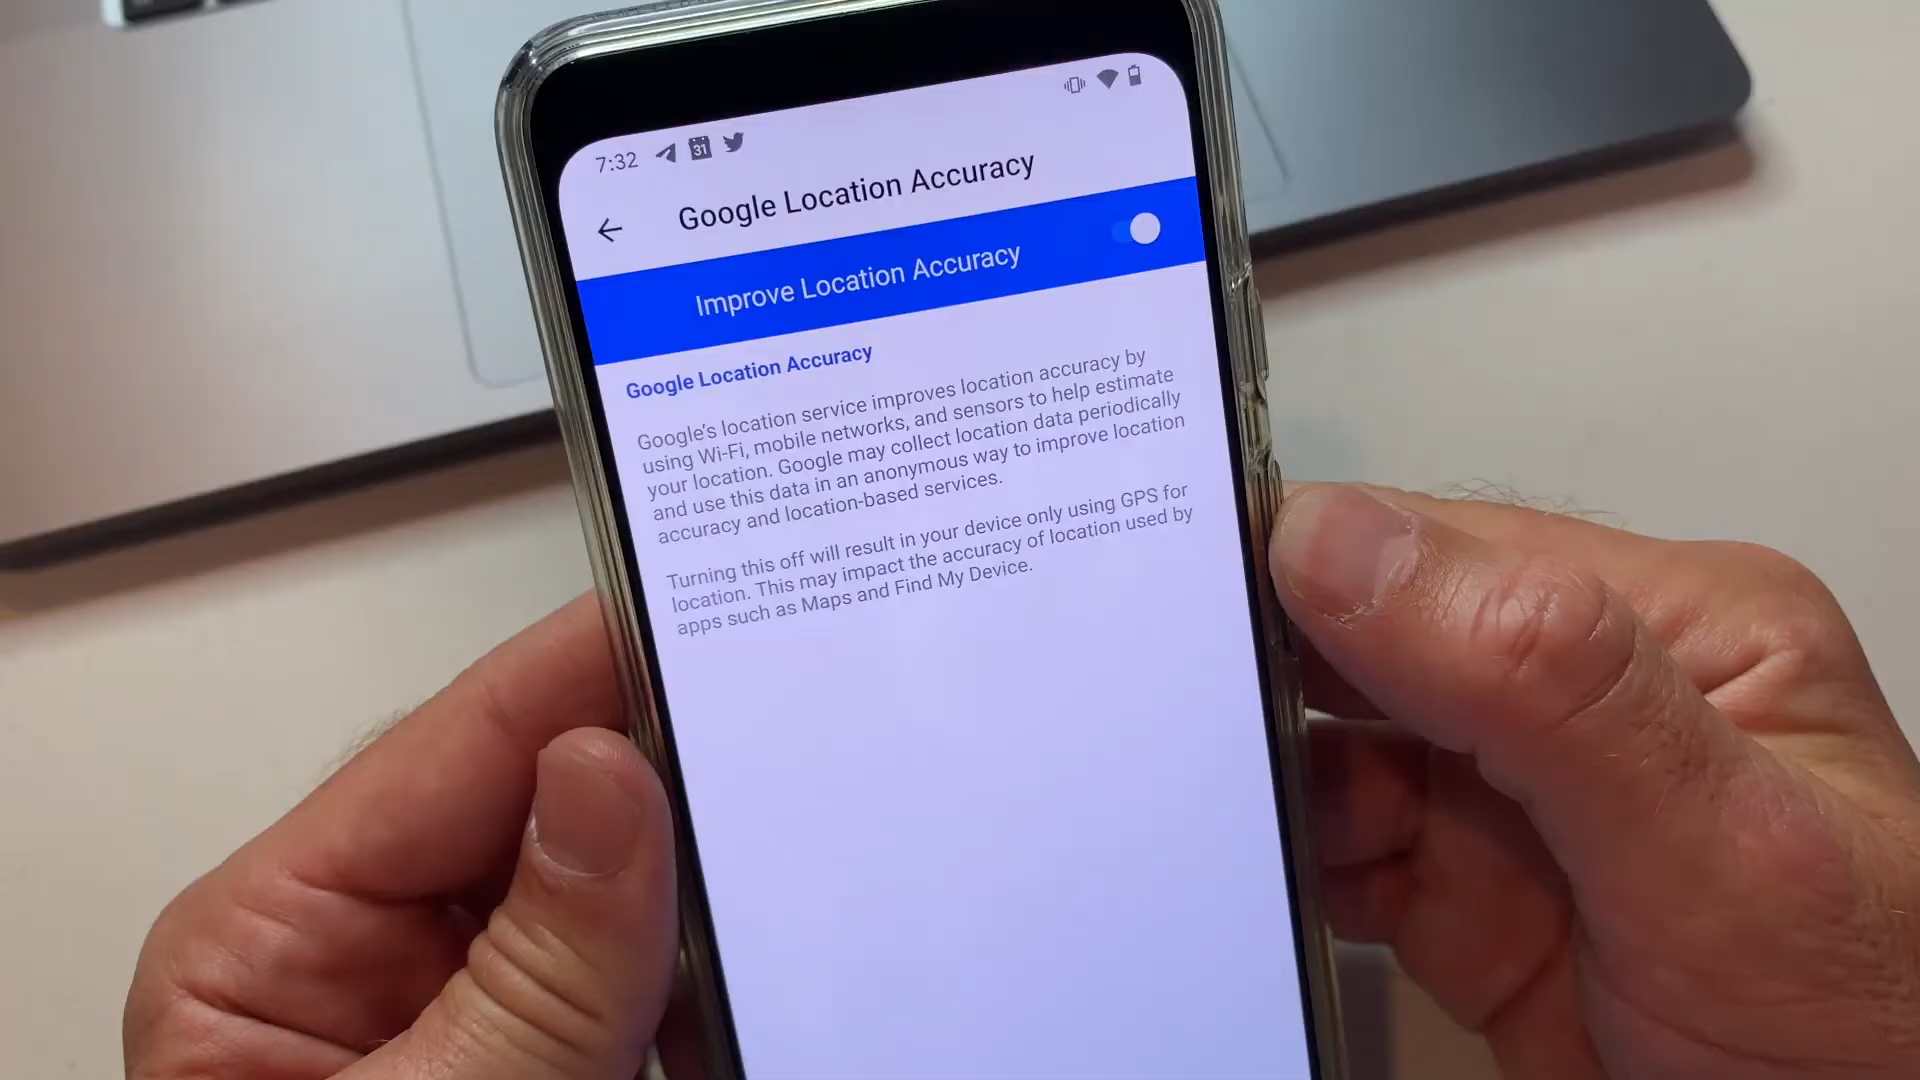 7:32
31
Google Location Accuracy
Improve Location Accuracy
Google Location Accuracy
Google's location service improves location accuracy by
using Wi-Fi, mobile networks, and sensors to help estimate
your location. Google may collect location data periodically
and use this data in an anonymous way to improve location
accuracy and location-based services.
Turning this off will result in your device only using GPS for
location. This may impact the accuracy of location used by
apps such as Maps and Find My Device.